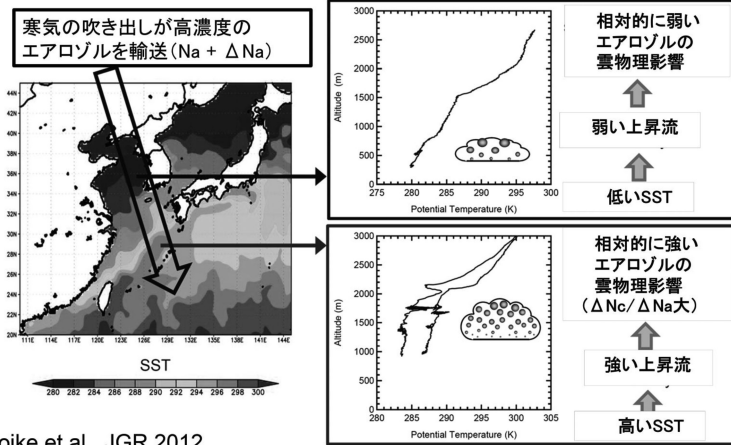 寒気の吹き出しが高濃度の
エアロゾルを輸送(Na + ΔNa)
44N
42N
40N
38N
36N
34N
32N
30N
28N
26N
24N
22N
20N
111E 114E 117E 120E 123E 126E 129E 132E 135E 138E 141E 144E
SST
280 282 284 286 288 290 292 294 296 298 300
oike et al., JGR 2012
Altitude (m)
3000
2500
2000
1500
1000
500
0
275 280 285 290 295 300
Potential Temperature (K)
相対的に弱い
エアロゾルの
雲物理影響
弱い上昇流
低いSST
Altitude (m)
3000
2500
2000
1500
1000
500
0
280 285 290 295 300 305
Potential Temperature (K)
相対的に強い
エアロゾルの
雲物理影響
(ΔNc/ΔNa大)
強い上昇流
高いSST